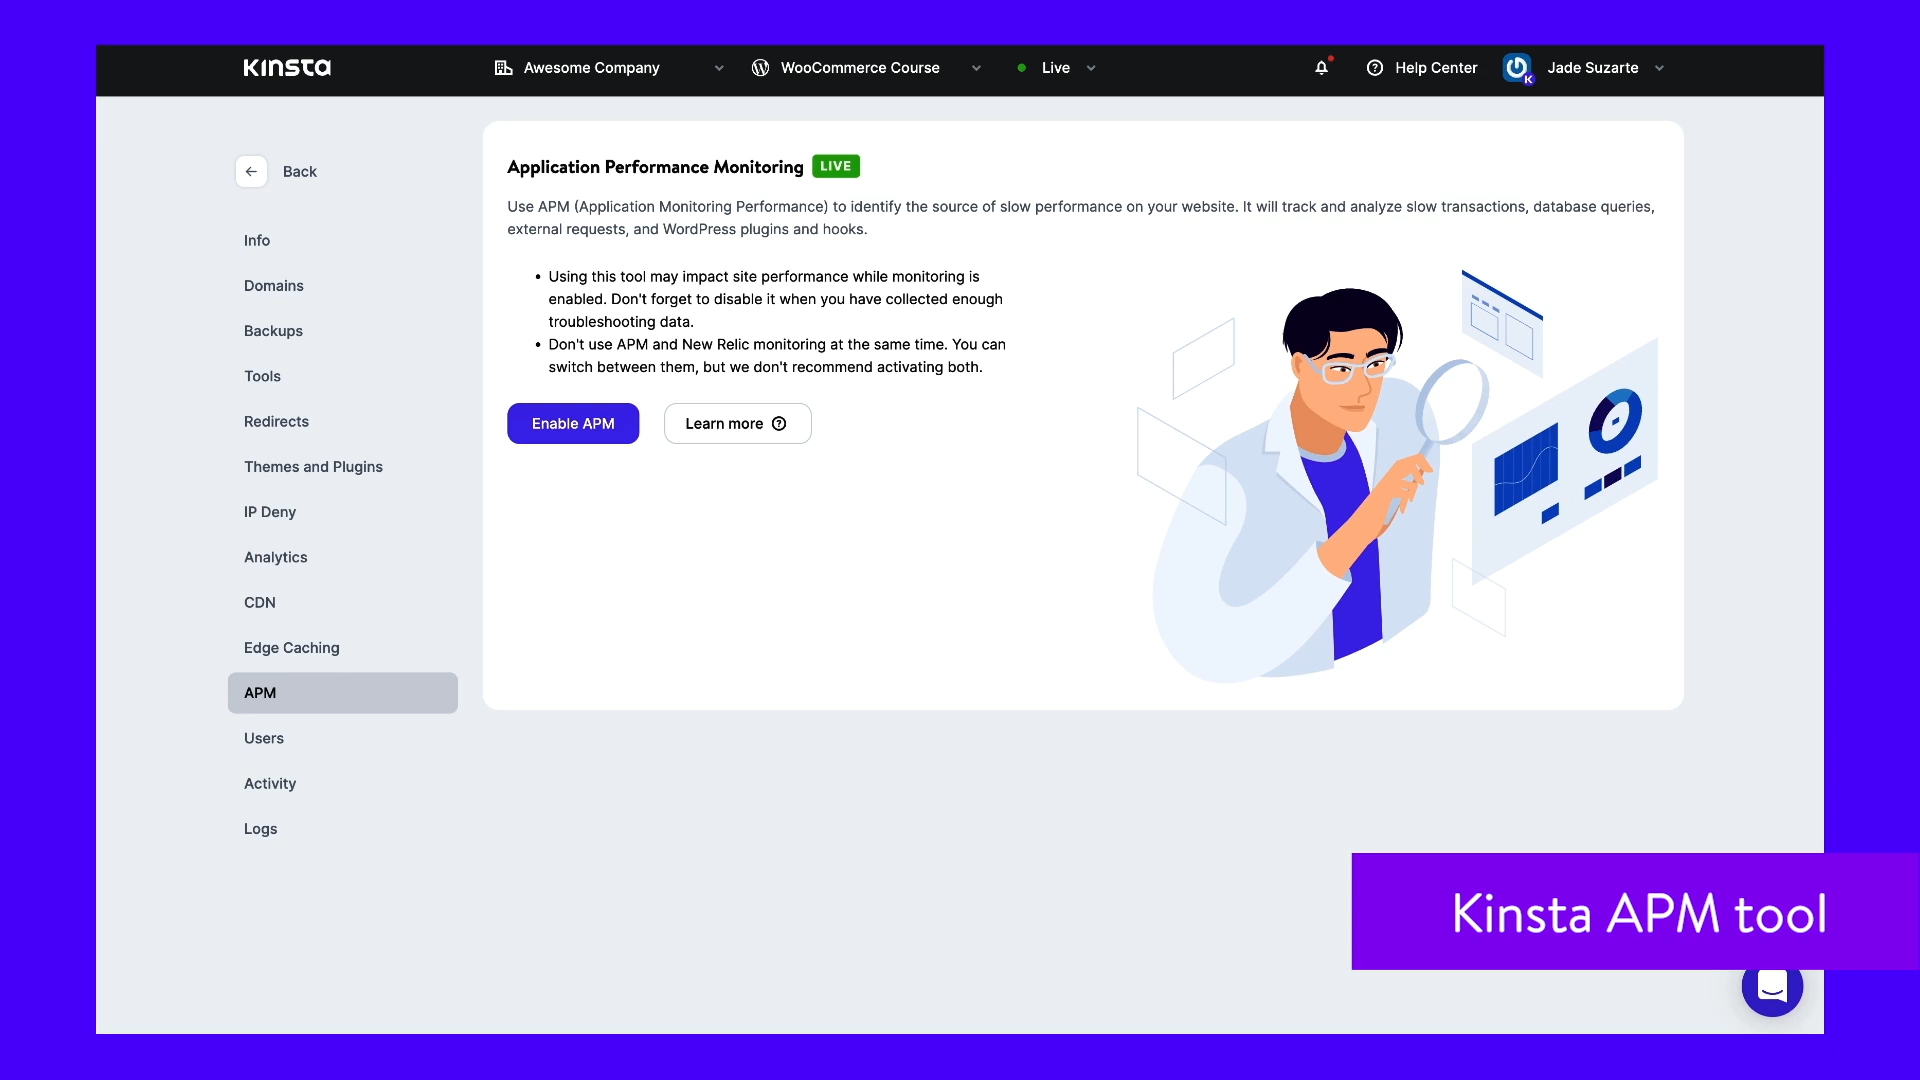 Kinsta
Awesome Company
WooCommerce Course
Live
Help Center
K
Jade Suzarte
Back
Info
Domains
Backups
Tools
Redirects
Themes and Plugins
IP Deny
Analytics
CDN
Edge Caching
APM
Users
Activity
Logs
Application Performance Monitoring LIVE
Use APM (Application Monitoring Performance) to identify the source of slow performance on your website. It will track and analyze slow transactions, database queries,
external requests, and WordPress plugins and hooks.
• Using this tool may impact site performance while monitoring is
enabled. Don't forget to disable it when you have collected enough
troubleshooting data.
• Don't use APM and New Relic monitoring at the same time. You can
switch between them, but we don't recommend activating both.
Enable APM
Learn more ?
Kinsta APM tool